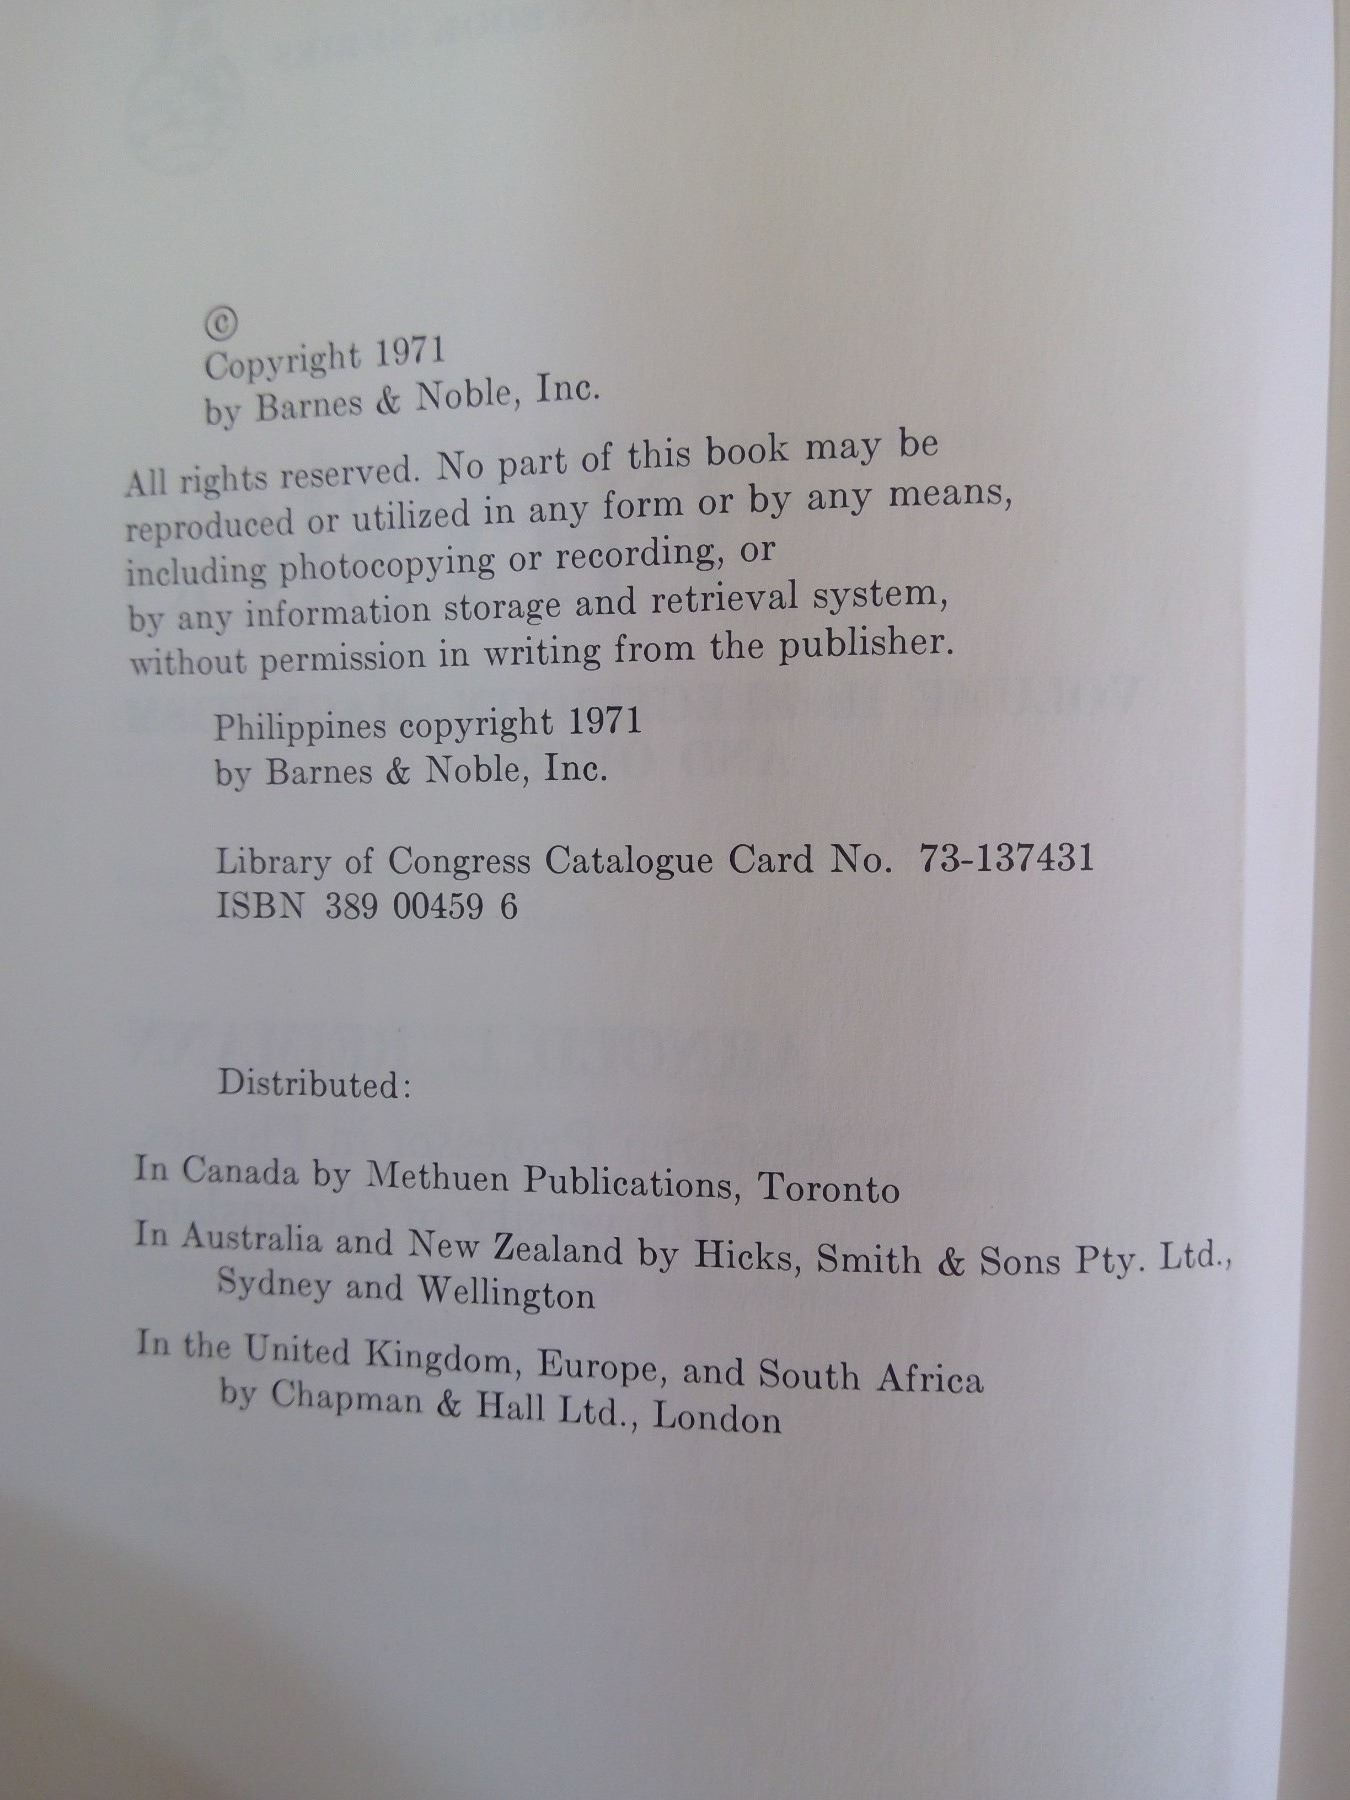 ©
Copyright 1971
by Barnes & Noble, Inc.
All rights reserved. No part of this book may be
reproduced or utilized in any form or by any means,
including photocopying or recording, or
by any information storage and retrieval system,
without permission in writing from the publisher.
Philippines copyright 1971
by Barnes & Noble, Inc.
Library of Congress Catalogue Card No. 73-137431
ISBN 389 00459 6
Distributed:
In Canada by Methuen Publications, Toronto
In Australia and New Zealand by Hicks, Smith & Sons Pty. Ltd.,
Sydney and Wellington
In the United Kingdom, Europe, and South Africa
by Chapman & Hall Ltd., London